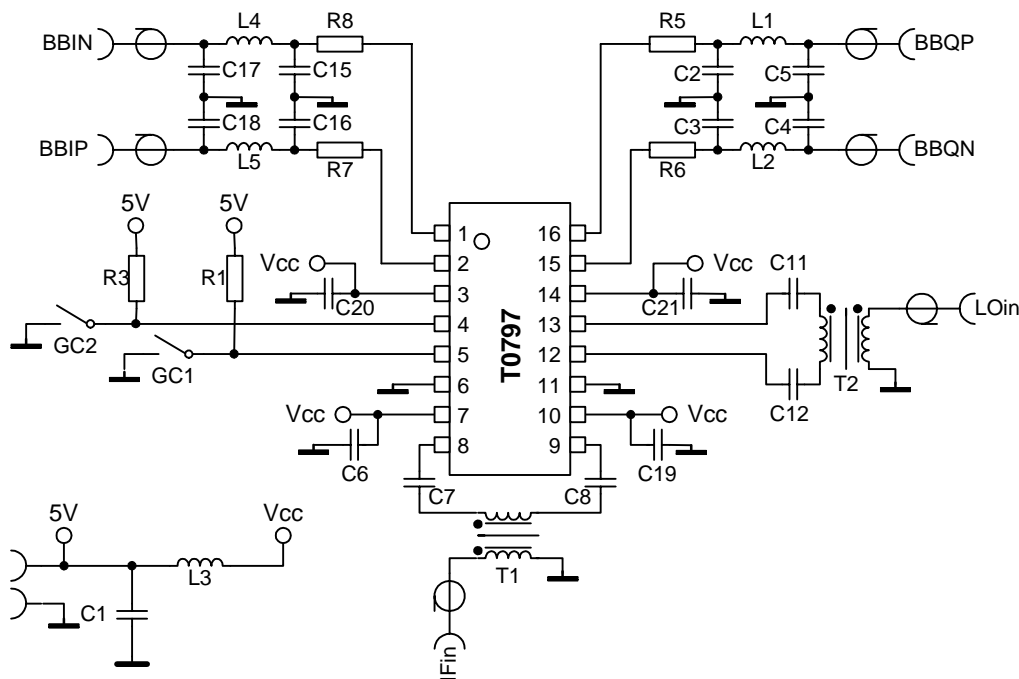 L4 R8 R5 L1
BBIN BBQP
C17 C15 C2 C5
C18 C16 C3 C4
BBIP BBQN
L5 R7 R6 L2
5V 5V
1 16
R3 R1 Vcc 2 15 Vcc C11
C20 3 14 C21
4 13 LOin
GC2 T0797
GC1 5 12
6 11 T2
Vcc 7 10 Vcc C12
C6 8 9 C19
C7 C8
5V Vcc
L3 T1
C1
IFin